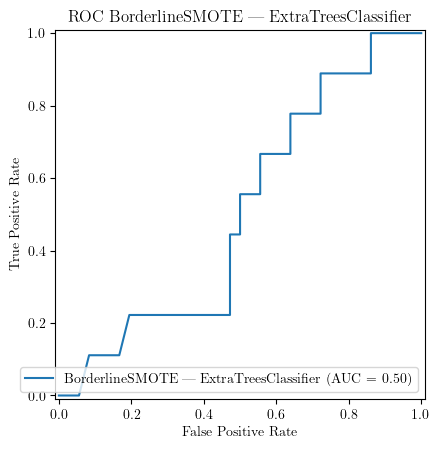 ROC BorderlineSMOTE — ExtraTreesClassifier
True Positive Rate
1.0
0.8
0.6
0.4
0.2
0.0
BorderlineSMOTE — ExtraTreesClassifier (AUC = 0.50)
0.0 0.2 0.4 0.6 0.8 1.0
False Positive Rate